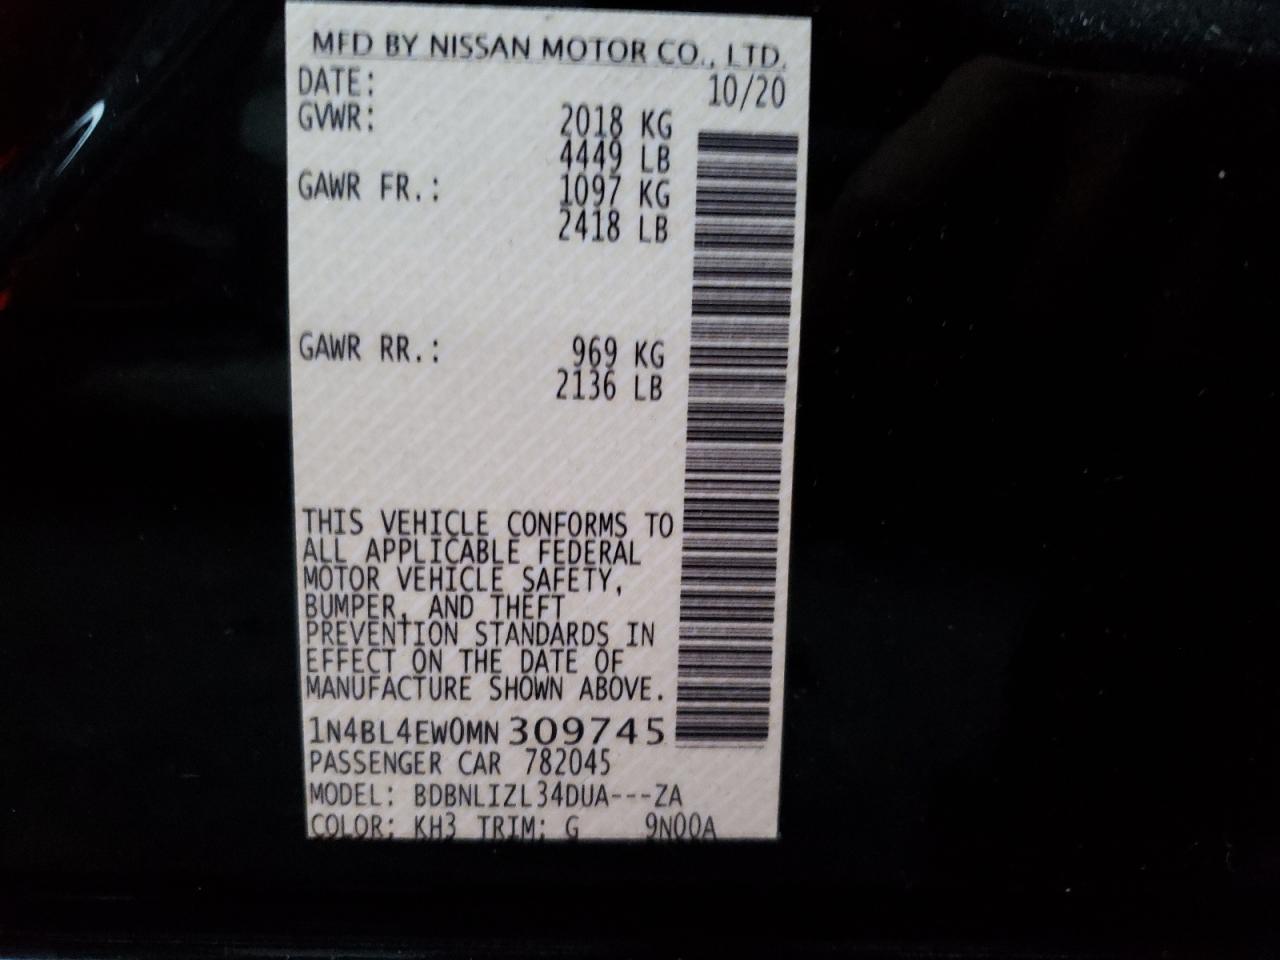 MFD BY NISSAN MOTOR CO., LTD.
DATE: 10/20
GVWR: 2018 KG
4449 LB
GAWR FR.: 1097 KG
2418 LB
GAWR RR.: 969 KG
2136 LB
THIS VEHICLE CONFORMS TO
ALL APPLICABLE FEDERAL
MOTOR VEHICLE SAFETY,
BUMPER, AND THEFT
PREVENTION STANDARDS IN
EFFECT ON THE DATE OF
MANUFACTURE SHOWN ABOVE.
1N4BL4EW0MN309745
PASSENGER CAR 782045
MODEL: BDBNLIZL34DUA---ZA
COLOR: KH3 TRIM: G 9N00A